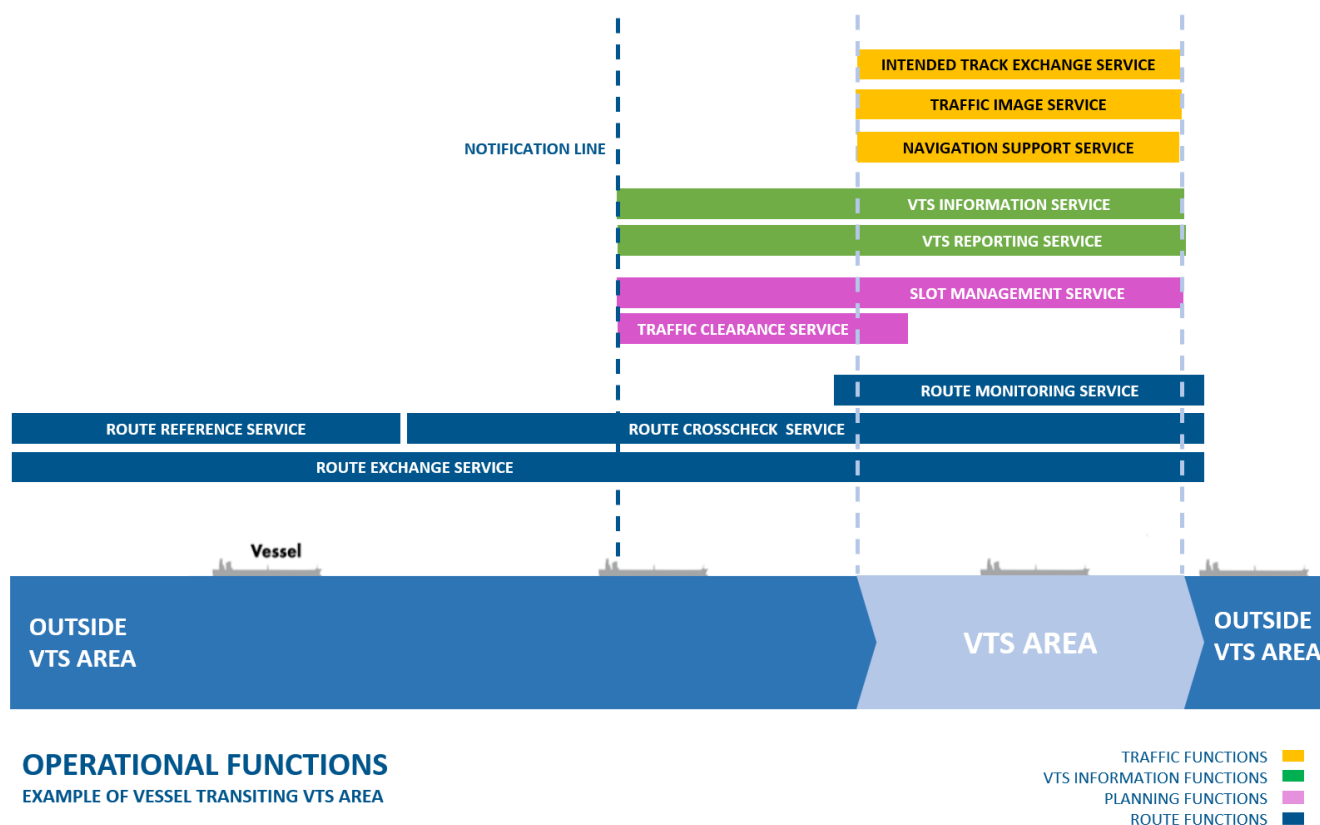 INTENDED TRACK EXCHANGE SERVICE
TRAFFIC IMAGE SERVICE
NOTIFICATION LINE
NAVIGATION SUPPORT SERVICE
VTS INFORMATION SERVICE
VTS REPORTING SERVICE
SLOT MANAGEMENT SERVICE
TRAFFIC CLEARANCE SERVICE
ROUTE MONITORING SERVICE
ROUTE REFERENCE SERVICE
ROUTE CROSSCHECK SERVICE
ROUTE EXCHANGE SERVICE
Vessel
OUTSIDE
VTS AREA
VTS AREA
OUTSIDE
VTS AREA
OPERATIONAL FUNCTIONS
EXAMPLE OF VESSEL TRANSITING VTS AREA
TRAFFIC FUNCTIONS
VTS INFORMATION FUNCTIONS
PLANNING FUNCTIONS
ROUTE FUNCTIONS